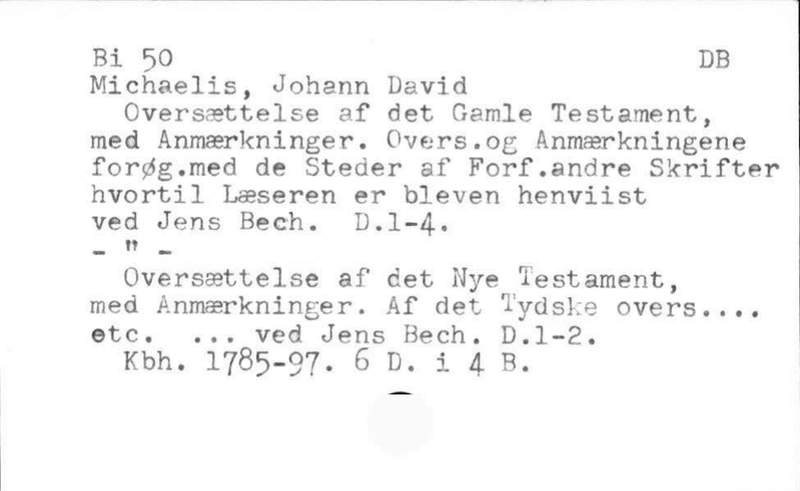 Bi 50 DB
Michaelis, Johann David
Oversættelse af det Gamle Testament,
med Anmærkninger. Overs.og Anmærkningene
forøg.med de Steder af Forf.andre Skrifter
hvortil Læseren er bleven henviist
ved Jens Bech. D.1-4.
- " -
Oversættelse af det Nye Testament,
med Anmærkninger. Af det Tydske overs....
etc. ... ved Jens Bech. D.1-2.
Kbh. 1785-97. 6 D. i 4 B.